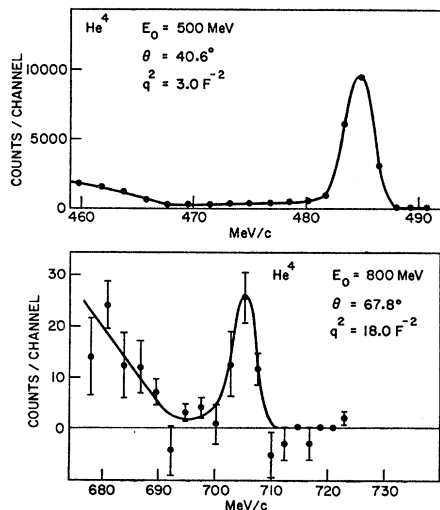 He⁴ E₀ = 500 MeV
θ = 40.6°
q² = 3.0 F⁻²
COUNTS / CHANNEL
10000
5000
0
460 470 480 490
MeV/c
He⁴ E₀ = 800 MeV
θ = 67.8°
q² = 18.0 F⁻²
COUNTS / CHANNEL
30
20
10
0
680 690 700 710 720 730
MeV/c